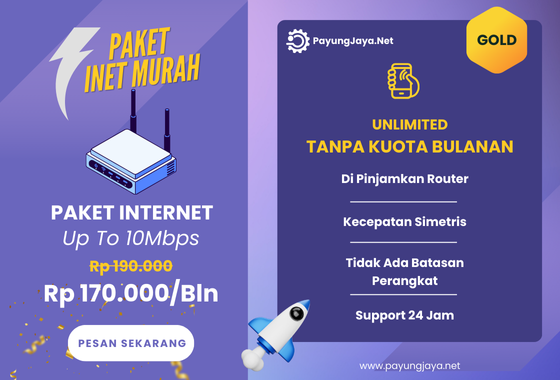 PAKET
INET MURAH
PAKET INTERNET
Up To 10Mbps
Rp 190.000
Rp 170.000/Bln
PESAN SEKARANG
PayungJaya.Net
GOLD
UNLIMITED
TANPA KUOTA BULANAN
Di Pinjamkan Router
Kecepatan Simetris
Tidak Ada Batasan
Perangkat
Support 24 Jam
www.payungjaya.net